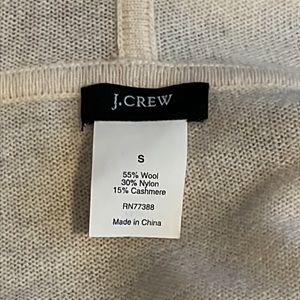 J.CREW
S
55% Wool
30% Nylon
15% Cashmere
RN77388
Made in China